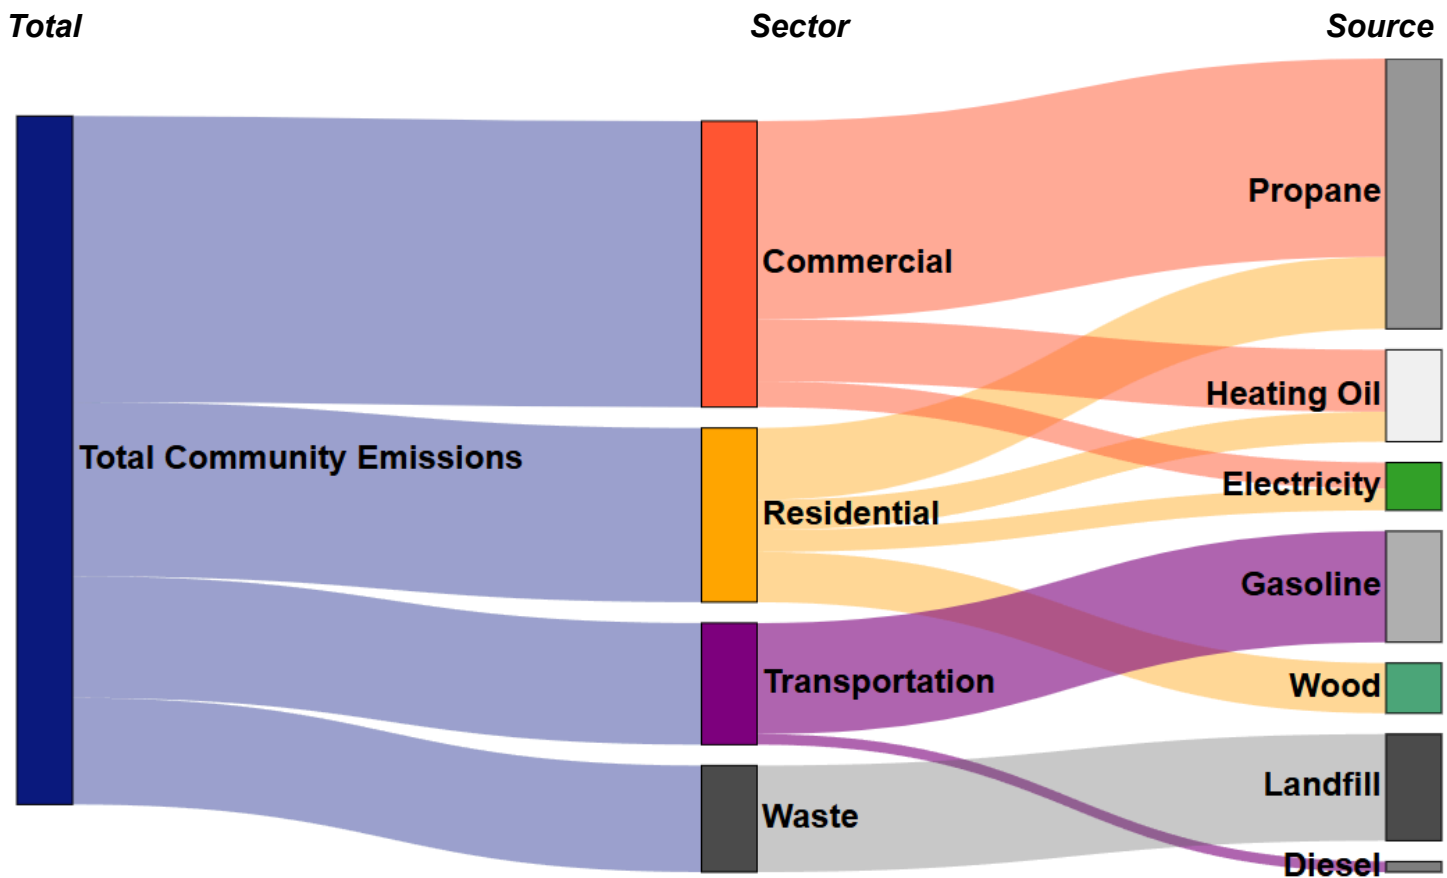 Total
Sector
Source
Total Community Emissions
Commercial
Residential
Transportation
Waste
Propane
Heating Oil
Electricity
Gasoline
Wood
Landfill
Diesel